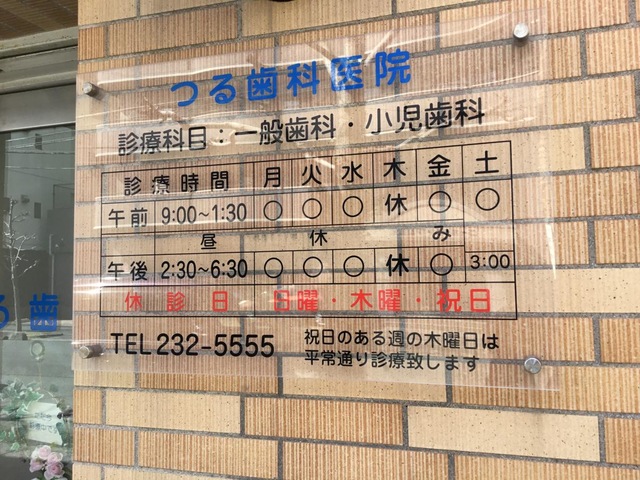 つる歯科医院
診療科目：一般歯科・小児歯科
診療時間 月 火 水 木 金 土
午前 9:00~1:30 ○ ○ ○ 休 ○ ○
昼 休 み
午後 2:30~6:30 ○ ○ ○ 休 ○ 3:00
休診日 日曜・木曜・祝日
TEL 232-5555
祝日のある週の木曜日は
平常通り診療致します
る歯